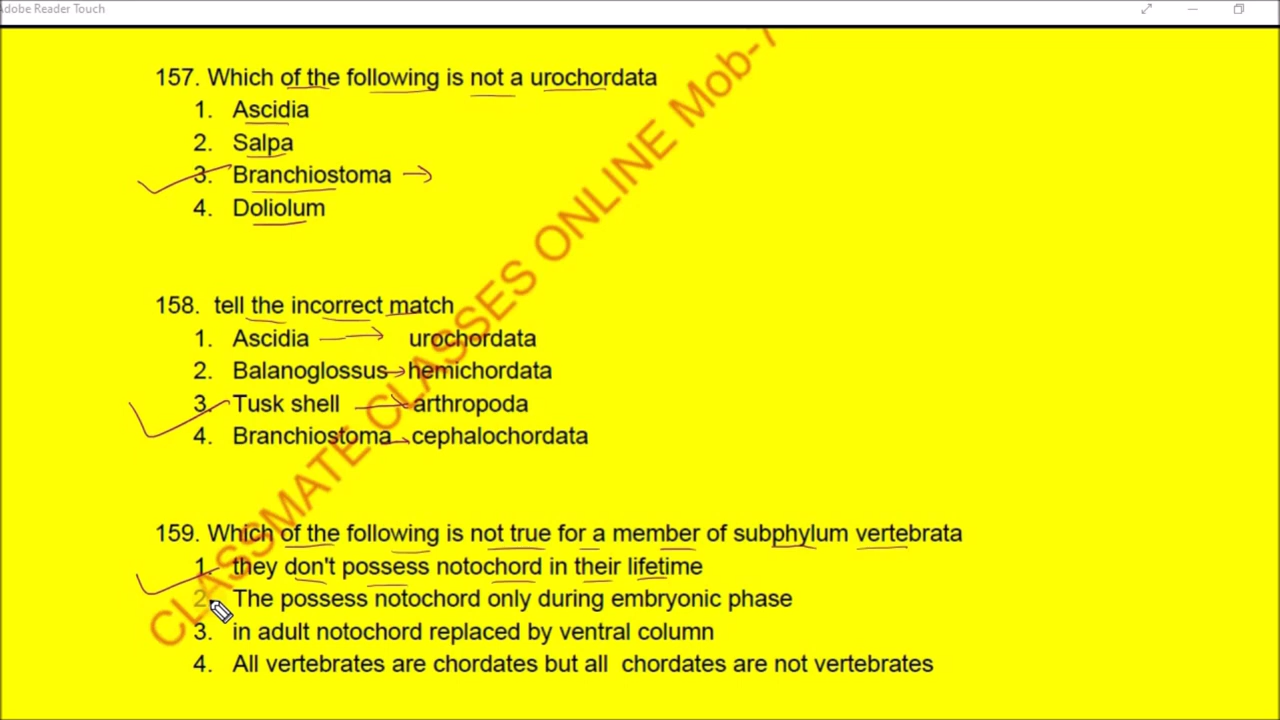 Adobe Reader Touch
157. Which of the following is not a urochordata
1. Ascidia
2. Salpa
3. Branchiostoma
4. Doliolum
158. tell the incorrect match
1. Ascidia urochordata
2. Balanoglossus hemichordata
3. Tusk shell arthropoda
4. Branchiostoma cephalochordata
159. Which of the following is not true for a member of subphylum vertebrata
1. they don't possess notochord in their lifetime
2. The possess notochord only during embryonic phase
3. in adult notochord replaced by ventral column
4. All vertebrates are chordates but all chordates are not vertebrates
CLASSMATE CLASSES ONLINE Mob-7